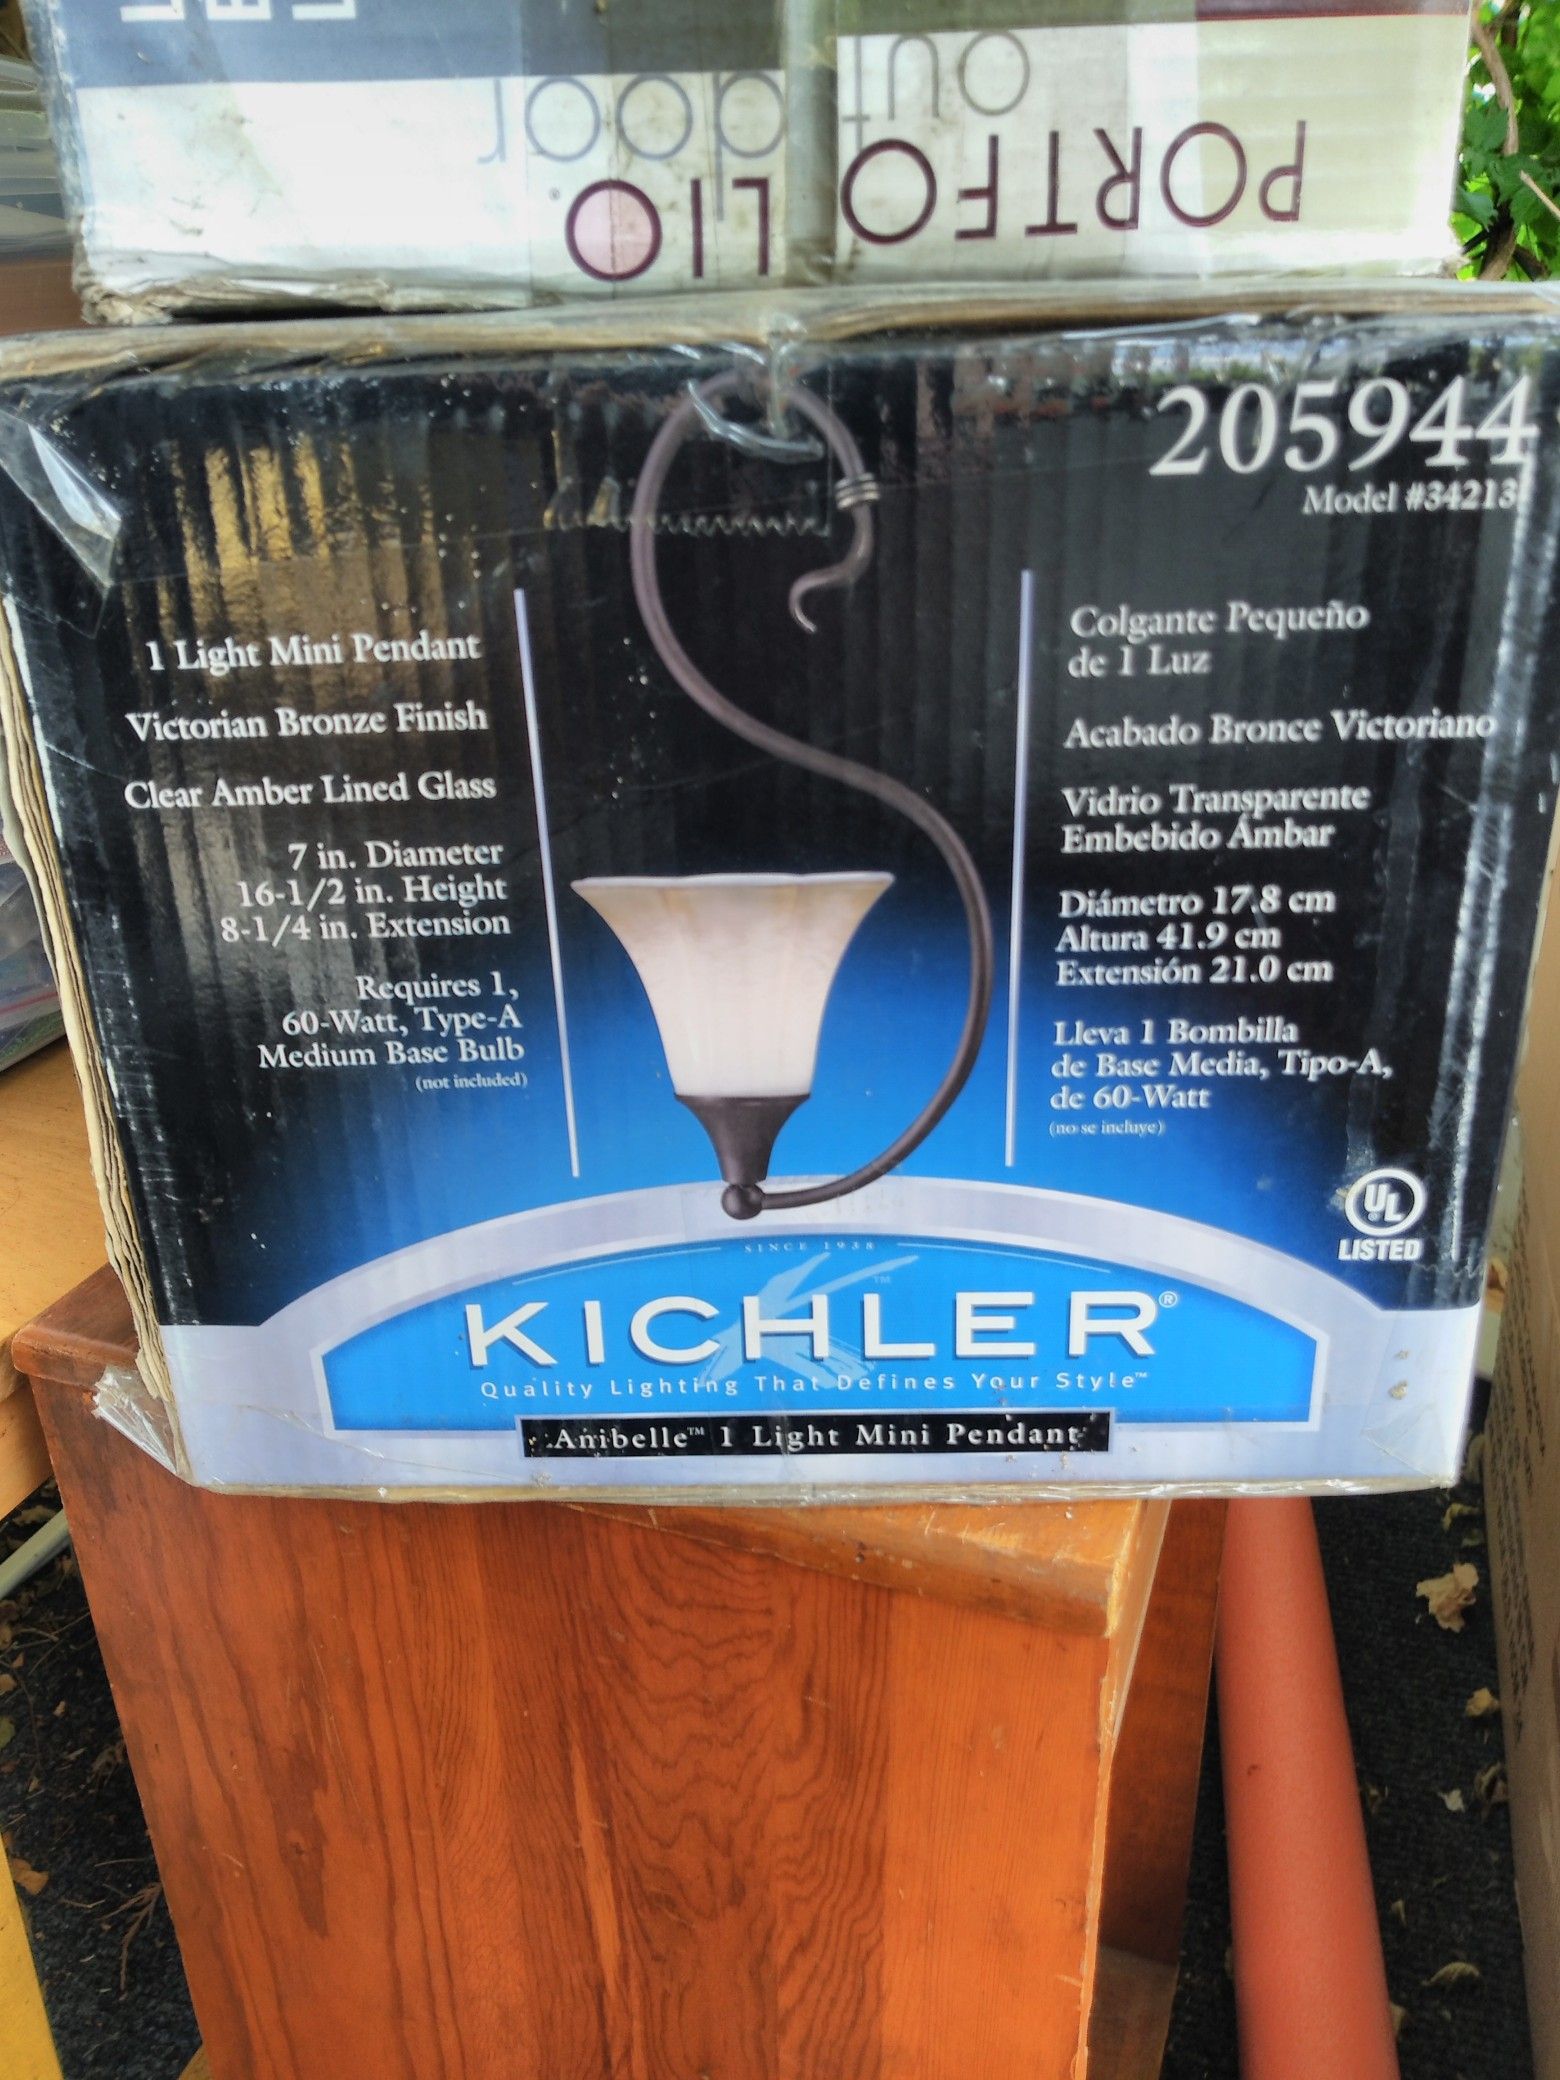 PORTFOLIO®
outdoor
205944
Model #34213
1 Light Mini Pendant
Victorian Bronze Finish
Clear Amber Lined Glass
7 in. Diameter
16-1/2 in. Height
8-1/4 in. Extension
Requires 1,
60-Watt, Type-A
Medium Base Bulb
(not included)
Colgante Pequeño
de 1 Luz
Acabado Bronce Victoriano
Vidrio Transparente
Embebido Ámbar
Diámetro 17.8 cm
Altura 41.9 cm
Extensión 21.0 cm
Lleva 1 Bombilla
de Base Media, Tipo-A,
de 60-Watt
(no se incluye)
UL
LISTED
SINCE 1938
KICHLER®
Quality Lighting That Defines Your Style™
Anibelle™ 1 Light Mini Pendant